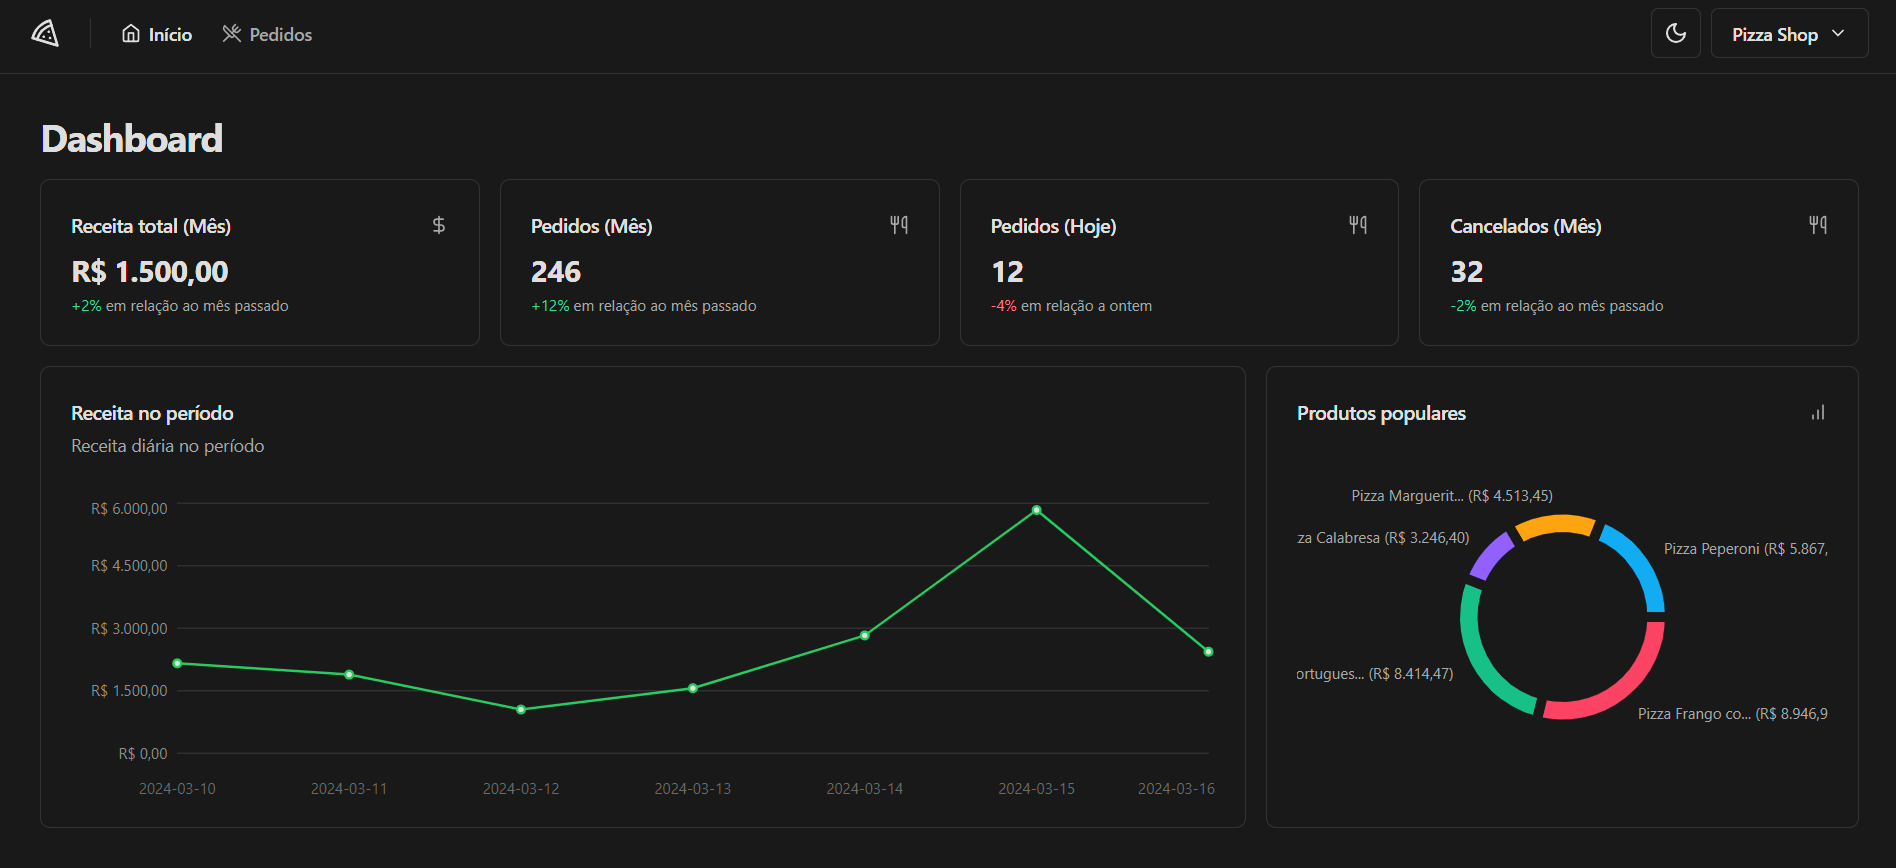 Início
Pedidos
Pizza Shop
Dashboard
Receita total (Mês)
$
R$ 1.500,00
+2% em relação ao mês passado
Pedidos (Mês)
246
+12% em relação ao mês passado
Pedidos (Hoje)
12
-4% em relação a ontem
Cancelados (Mês)
32
-2% em relação ao mês passado
Receita no período
Receita diária no período
R$ 6.000,00
R$ 4.500,00
R$ 3.000,00
R$ 1.500,00
R$ 0,00
2024-03-10
2024-03-11
2024-03-12
2024-03-13
2024-03-14
2024-03-15
2024-03-16
Produtos populares
Pizza Marguerit... (R$ 4.513,45)
za Calabresa (R$ 3.246,40)
Pizza Peperoni (R$ 5.867,
ortugues... (R$ 8.414,47)
Pizza Frango co... (R$ 8.946,9